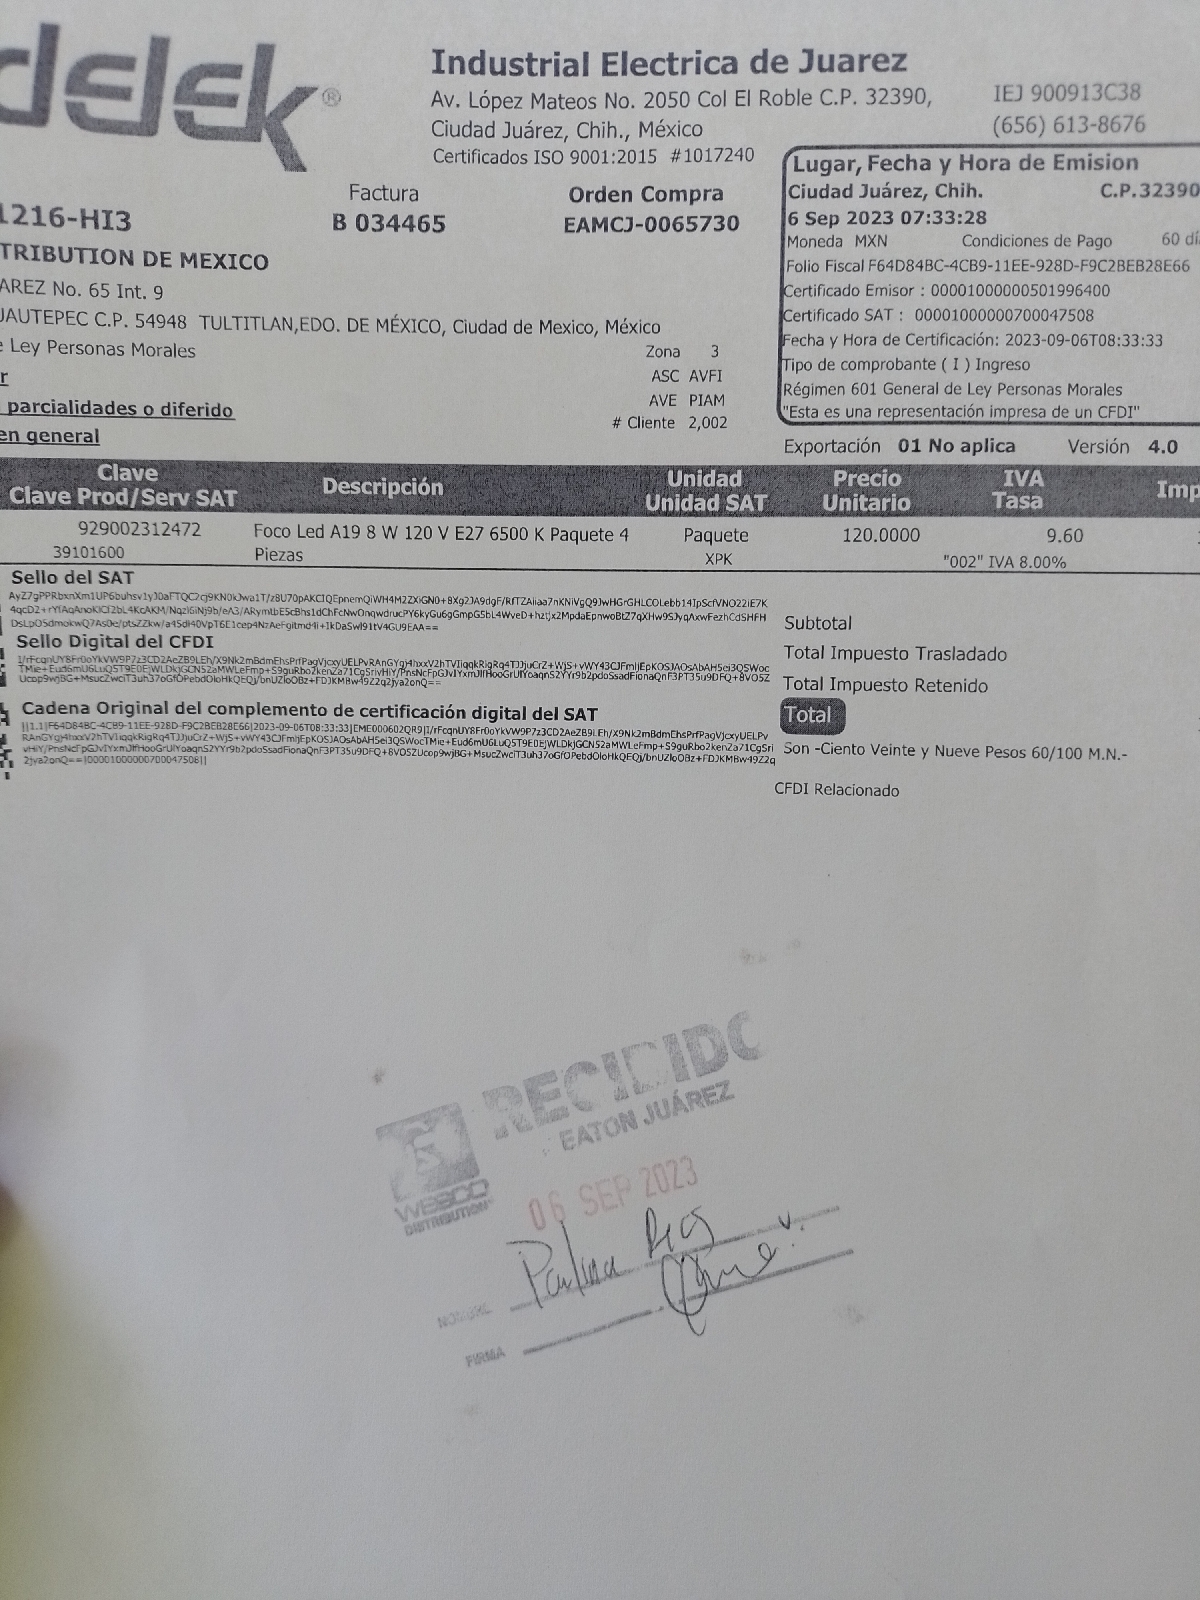 delek®
Industrial Electrica de Juarez
Av. López Mateos No. 2050 Col El Roble C.P. 32390,
Ciudad Juárez, Chih., México
Certificados ISO 9001:2015 #1017240
IEJ 900913C38
(656) 613-8676
Lugar, Fecha y Hora de Emision
Ciudad Juárez, Chih. C.P.32390
6 Sep 2023 07:33:28
Moneda MXN Condiciones de Pago 60 dí
Folio Fiscal F64D84BC-4CB9-11EE-928D-F9C2BEB28E66
Certificado Emisor : 00001000000501996400
Certificado SAT : 00001000000700047508
Fecha y Hora de Certificación: 2023-09-06T08:33:33
Tipo de comprobante ( I ) Ingreso
Régimen 601 General de Ley Personas Morales
"Esta es una representación impresa de un CFDI"
Factura Orden Compra
1216-HI3 B 034465 EAMCJ-0065730
TRIBUTION DE MEXICO
AREZ No. 65 Int. 9
JAUTEPEC C.P. 54948 TULTITLAN,EDO. DE MÉXICO, Ciudad de Mexico, México
e Ley Personas Morales
r
parcialidades o diferido
en general
Zona 3
ASC AVFI
AVE PIAM
# Cliente 2,002
Exportación 01 No aplica Versión 4.0
Clave Descripción Unidad Precio IVA Imp
Clave Prod/Serv SAT Unidad SAT Unitario Tasa
929002312472 Foco Led A19 8 W 120 V E27 6500 K Paquete 4 Paquete 120.0000 9.60
39101600 Piezas XPK "002" IVA 8.00%
Sello del SAT
Sello Digital del CFDI
Cadena Original del complemento de certificación digital del SAT
Subtotal
Total Impuesto Trasladado
Total Impuesto Retenido
Total
Son -Ciento Veinte y Nueve Pesos 60/100 M.N.-
CFDI Relacionado
RECIBIDO
EATON JUÁREZ
WESCO
DISTRIBUTION
06 SEP 2023
NOMBRE Paulina
FIRMA